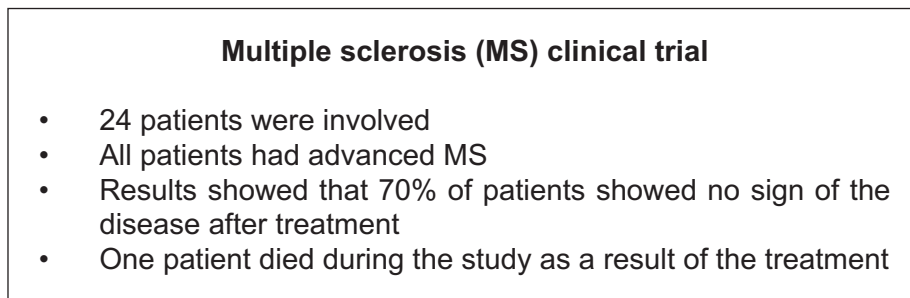 Multiple sclerosis (MS) clinical trial
• 24 patients were involved
• All patients had advanced MS
• Results showed that 70% of patients showed no sign of the
disease after treatment
• One patient died during the study as a result of the treatment